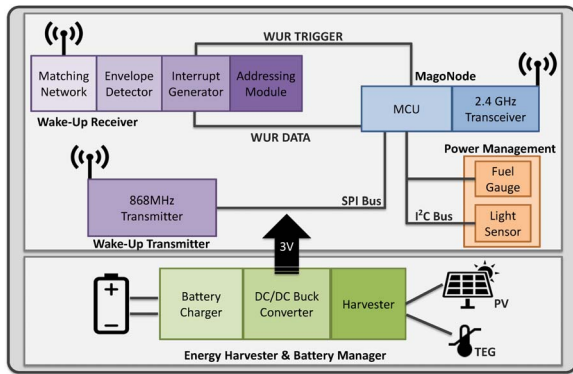 WUR TRIGGER
MagoNode
Matching
Network
Envelope
Detector
Interrupt
Generator
Addressing
Module
Wake-Up Receiver
MCU
2.4 GHz
Transceiver
WUR DATA
Power Management
Fuel
Gauge
Light
Sensor
I²C Bus
SPI Bus
868MHz
Transmitter
Wake-Up Transmitter
3V
Battery
Charger
DC/DC Buck
Converter
Harvester
PV
TEG
Energy Harvester & Battery Manager